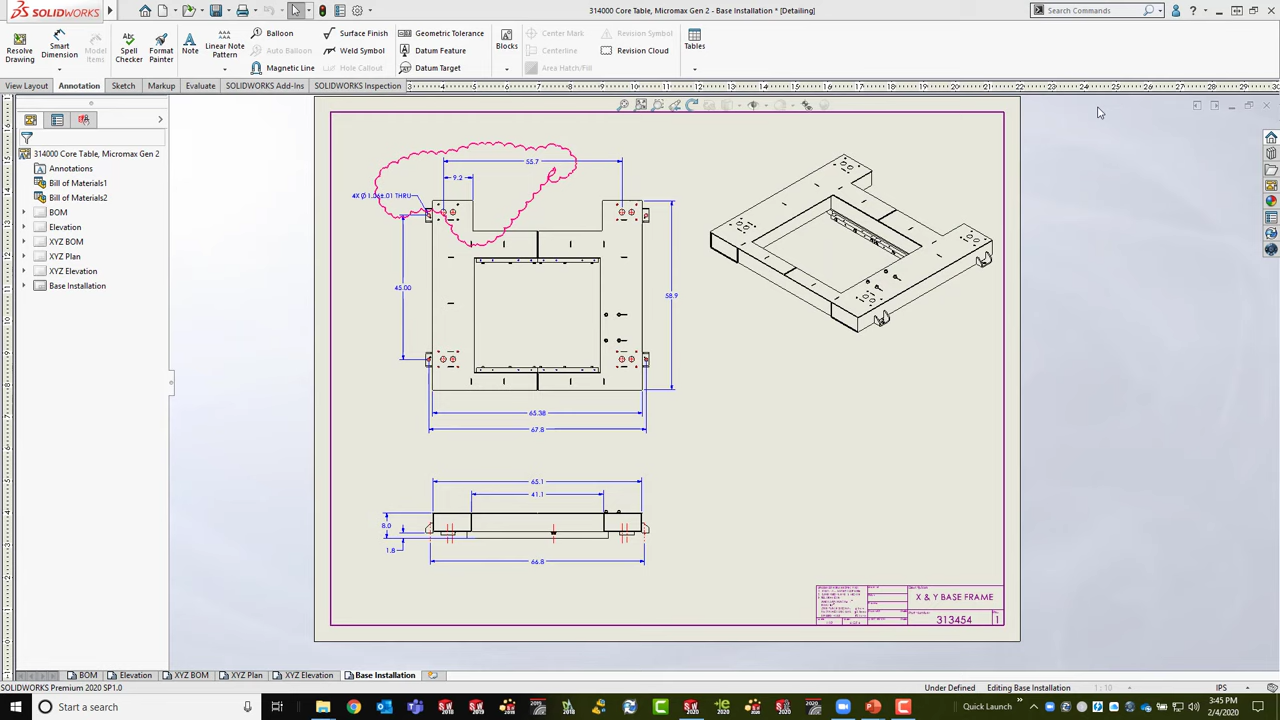 SOLIDWORKS
314000 Core Table, Micromax Gen 2 - Base Installation * [Detailing]
Search Commands
Resolve Drawing
Smart Dimension
Model Items
Spell Checker
Format Painter
Note
Linear Note Pattern
Balloon
Auto Balloon
Magnetic Line
Surface Finish
Weld Symbol
Hole Callout
Geometric Tolerance
Datum Feature
Datum Target
Blocks
Center Mark
Centerline
Area Hatch/Fill
Revision Symbol
Revision Cloud
Tables
View Layout
Annotation
Sketch
Markup
Evaluate
SOLIDWORKS Add-Ins
SOLIDWORKS Inspection
314000 Core Table, Micromax Gen 2
Annotations
Bill of Materials1
Bill of Materials2
BOM
Elevation
XYZ BOM
XYZ Plan
XYZ Elevation
Base Installation
55.7
9.2
45.00
58.9
65.38
67.8
65.1
41.1
8.0
1.8
66.8
X & Y BASE FRAME
313454
1
BOM
Elevation
XYZ BOM
XYZ Plan
XYZ Elevation
Base Installation
SOLIDWORKS Premium 2020 SP1.0
Under Defined
Editing Base Installation
1 : 10
IPS
Start a search
Quick Launch
3:45 PM
2/4/2020